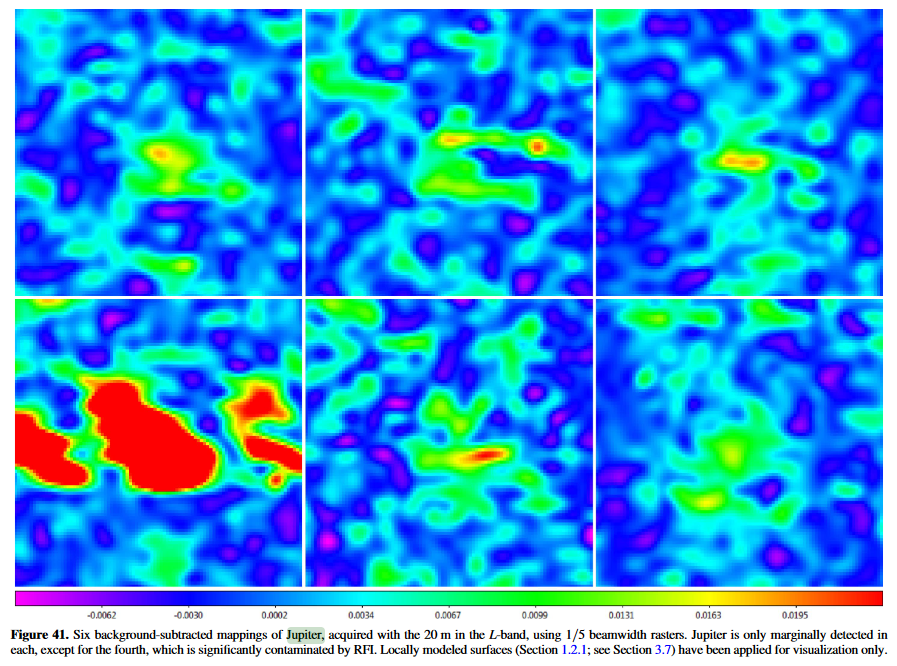 -0.0062 -0.0030 0.0002 0.0034 0.0067 0.0099 0.0131 0.0163 0.0195
Figure 41. Six background-subtracted mappings of Jupiter, acquired with the 20 m in the L-band, using 1/5 beamwidth rasters. Jupiter is only marginally detected in
each, except for the fourth, which is significantly contaminated by RFI. Locally modeled surfaces (Section 1.2.1; see Section 3.7) have been applied for visualization only.